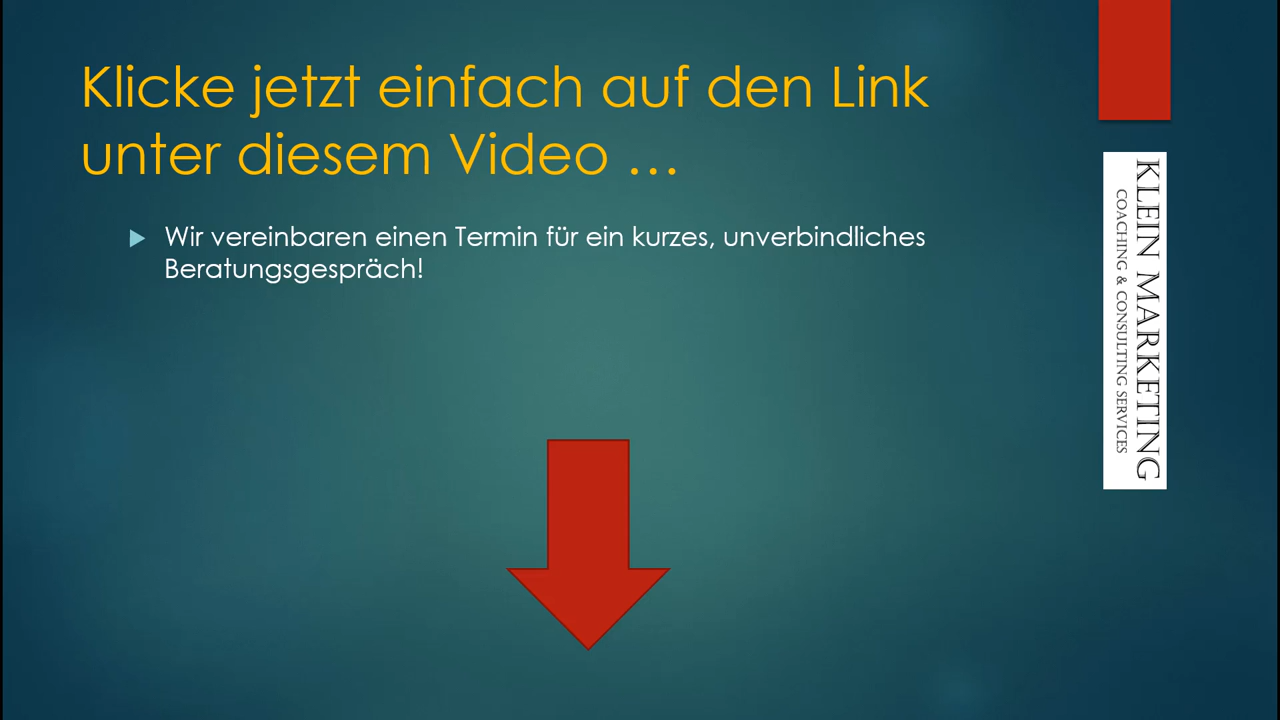 Klicke jetzt einfach auf den Link
unter diesem Video …
Wir vereinbaren einen Termin für ein kurzes, unverbindliches
Beratungsgespräch!
KLEIN MARKETING
COACHING & CONSULTING SERVICES